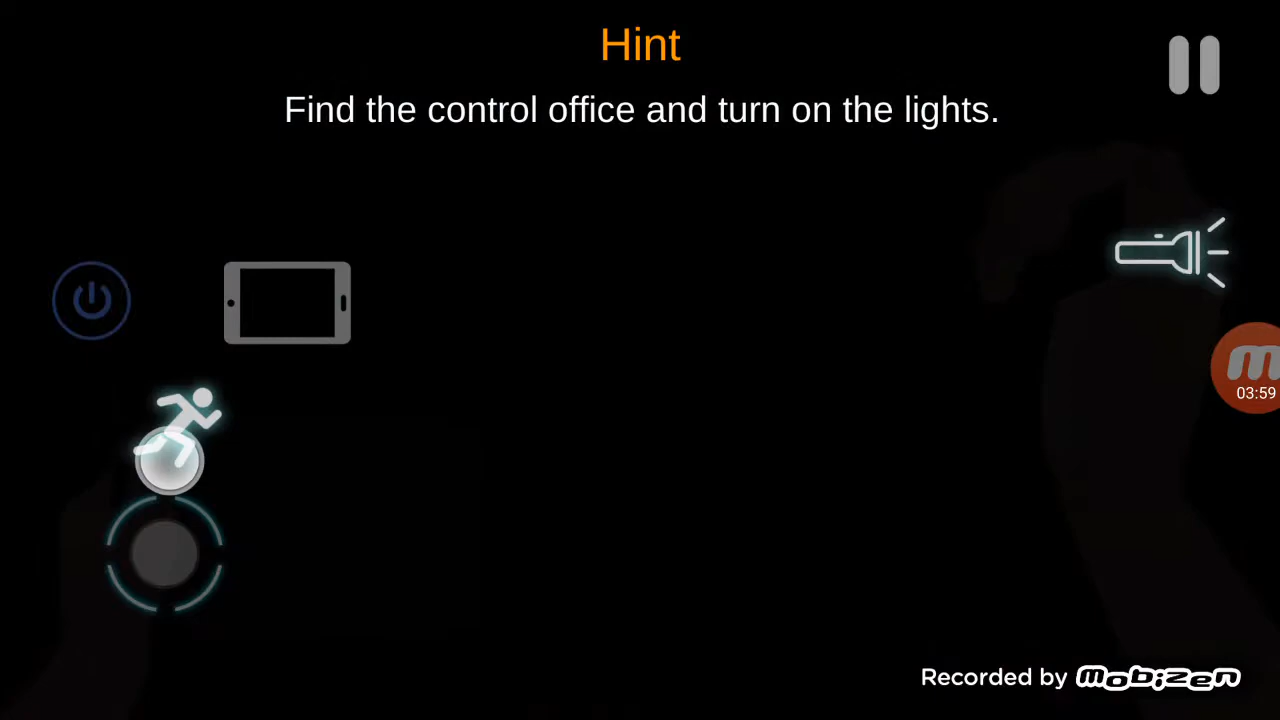 Hint
Find the control office and turn on the lights.
03:59
Recorded by mobizen